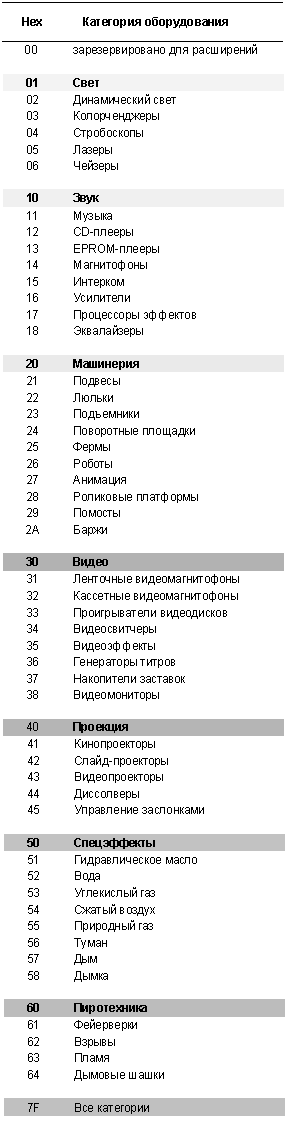 Hex Категория оборудования
00 зарезервировано для расширений
01 Свет
02 Динамический свет
03 Колорченджеры
04 Стробоскопы
05 Лазеры
06 Чейзеры
10 Звук
11 Музыка
12 CD-плееры
13 EPROM-плееры
14 Магнитофоны
15 Интерком
16 Усилители
17 Процессоры эффектов
18 Эквалайзеры
20 Машинерия
21 Подвесы
22 Люльки
23 Подъемники
24 Поворотные площадки
25 Фермы
26 Роботы
27 Анимация
28 Роликовые платформы
29 Помосты
2A Баржи
30 Видео
31 Ленточные видеомагнитофоны
32 Кассетные видеомагнитофоны
33 Проигрыватели видеодисков
34 Видеосвитчеры
35 Видеоэффекты
36 Генераторы титров
37 Накопители заставок
38 Видеомониторы
40 Проекция
41 Кинопроекторы
42 Слайд-проекторы
43 Видеопроекторы
44 Диссолверы
45 Управление заслонками
50 Спецэффекты
51 Гидравлическое масло
52 Вода
53 Углекислый газ
54 Сжатый воздух
55 Природный газ
56 Туман
57 Дым
58 Дымка
60 Пиротехника
61 Фейерверки
62 Взрывы
63 Пламя
64 Дымовые шашки
7F Все категории